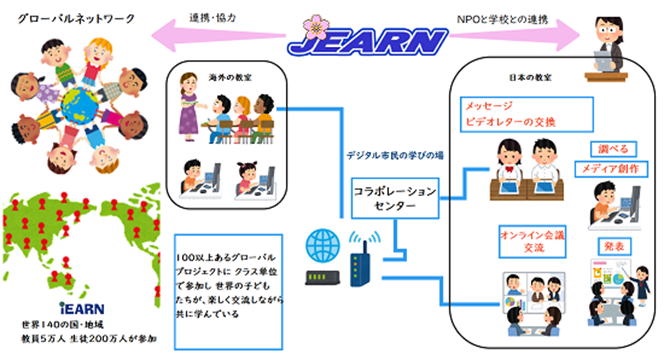 グローバルネットワーク
連携・協力
JEARN
NPOと学校との連携
海外の教室
日本の教室
メッセージ
ビデオレターの交換
調べる
メディア創作
デジタル市民の学びの場
コラボレーション
センター
オンライン会議
交流
発表
100以上あるグローバル
プロジェクトに クラス単位
で参加し 世界の子ども
たちが、楽しく交流しながら
共に学んでいる
iEARN
世界140の国・地域
教員5万人 生徒200万人が参加